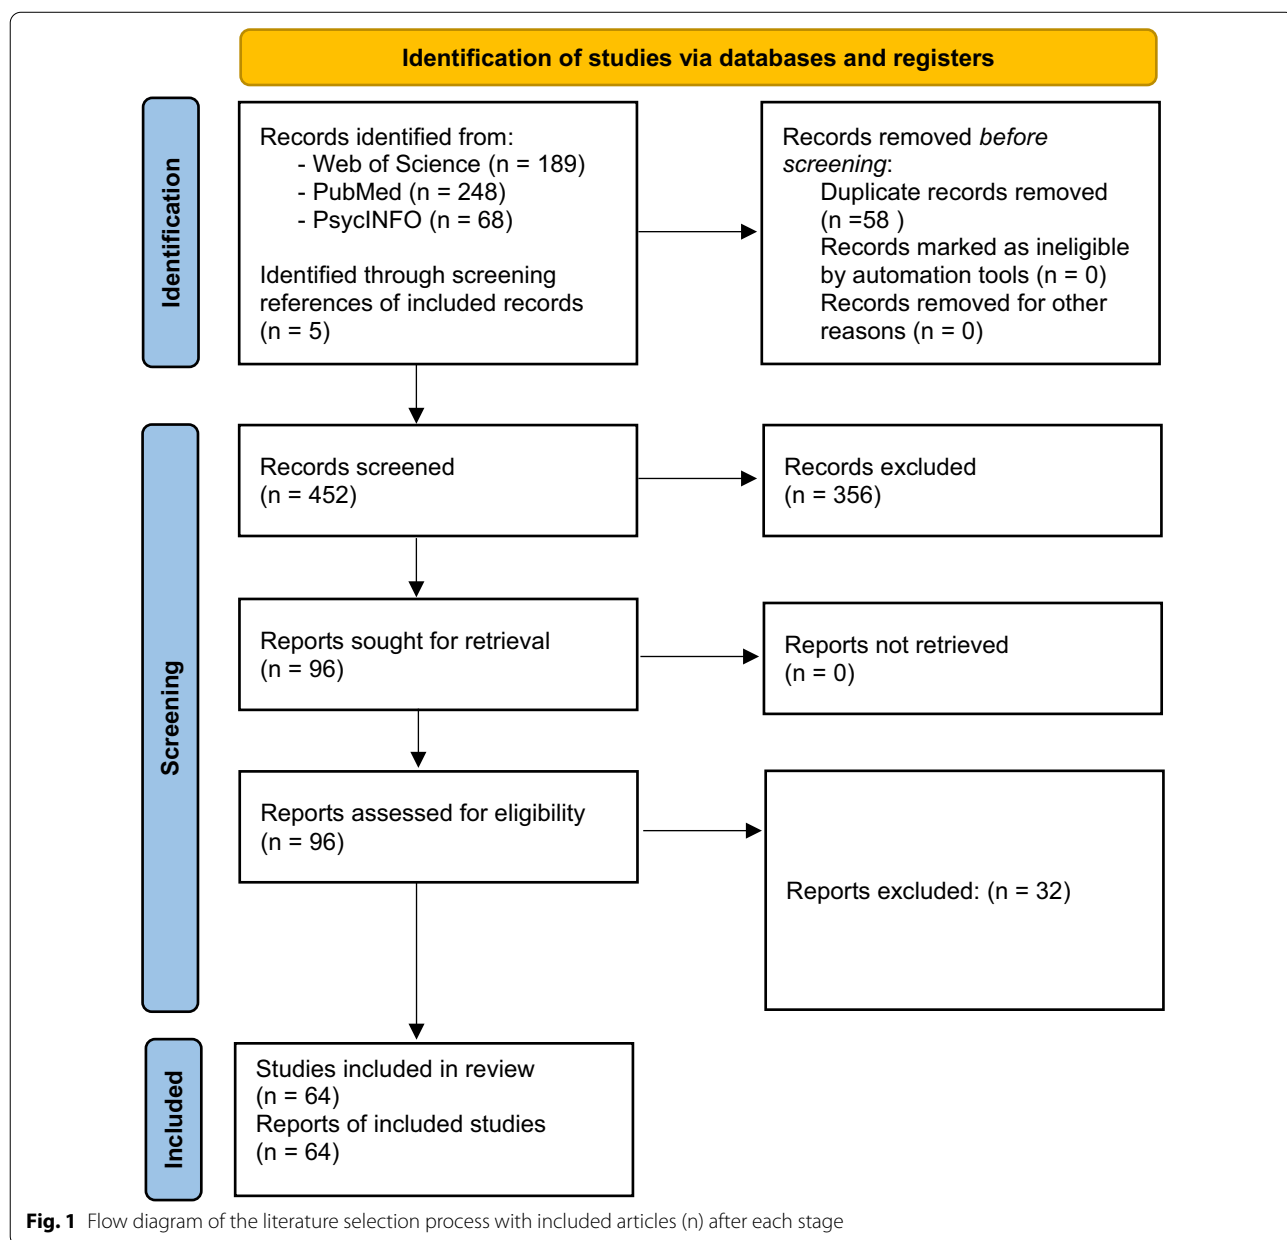 Identification of studies via databases and registers
Identification
Records identified from:
- Web of Science (n = 189)
- PubMed (n = 248)
- PsycINFO (n = 68)
Identified through screening
references of included records
(n = 5)
Records removed before
screening:
Duplicate records removed
(n =58 )
Records marked as ineligible
by automation tools (n = 0)
Records removed for other
reasons (n = 0)
Screening
Records screened
(n = 452)
Records excluded
(n = 356)
Reports sought for retrieval
(n = 96)
Reports not retrieved
(n = 0)
Reports assessed for eligibility
(n = 96)
Reports excluded: (n = 32)
Included
Studies included in review
(n = 64)
Reports of included studies
(n = 64)
Fig. 1 Flow diagram of the literature selection process with included articles (n) after each stage